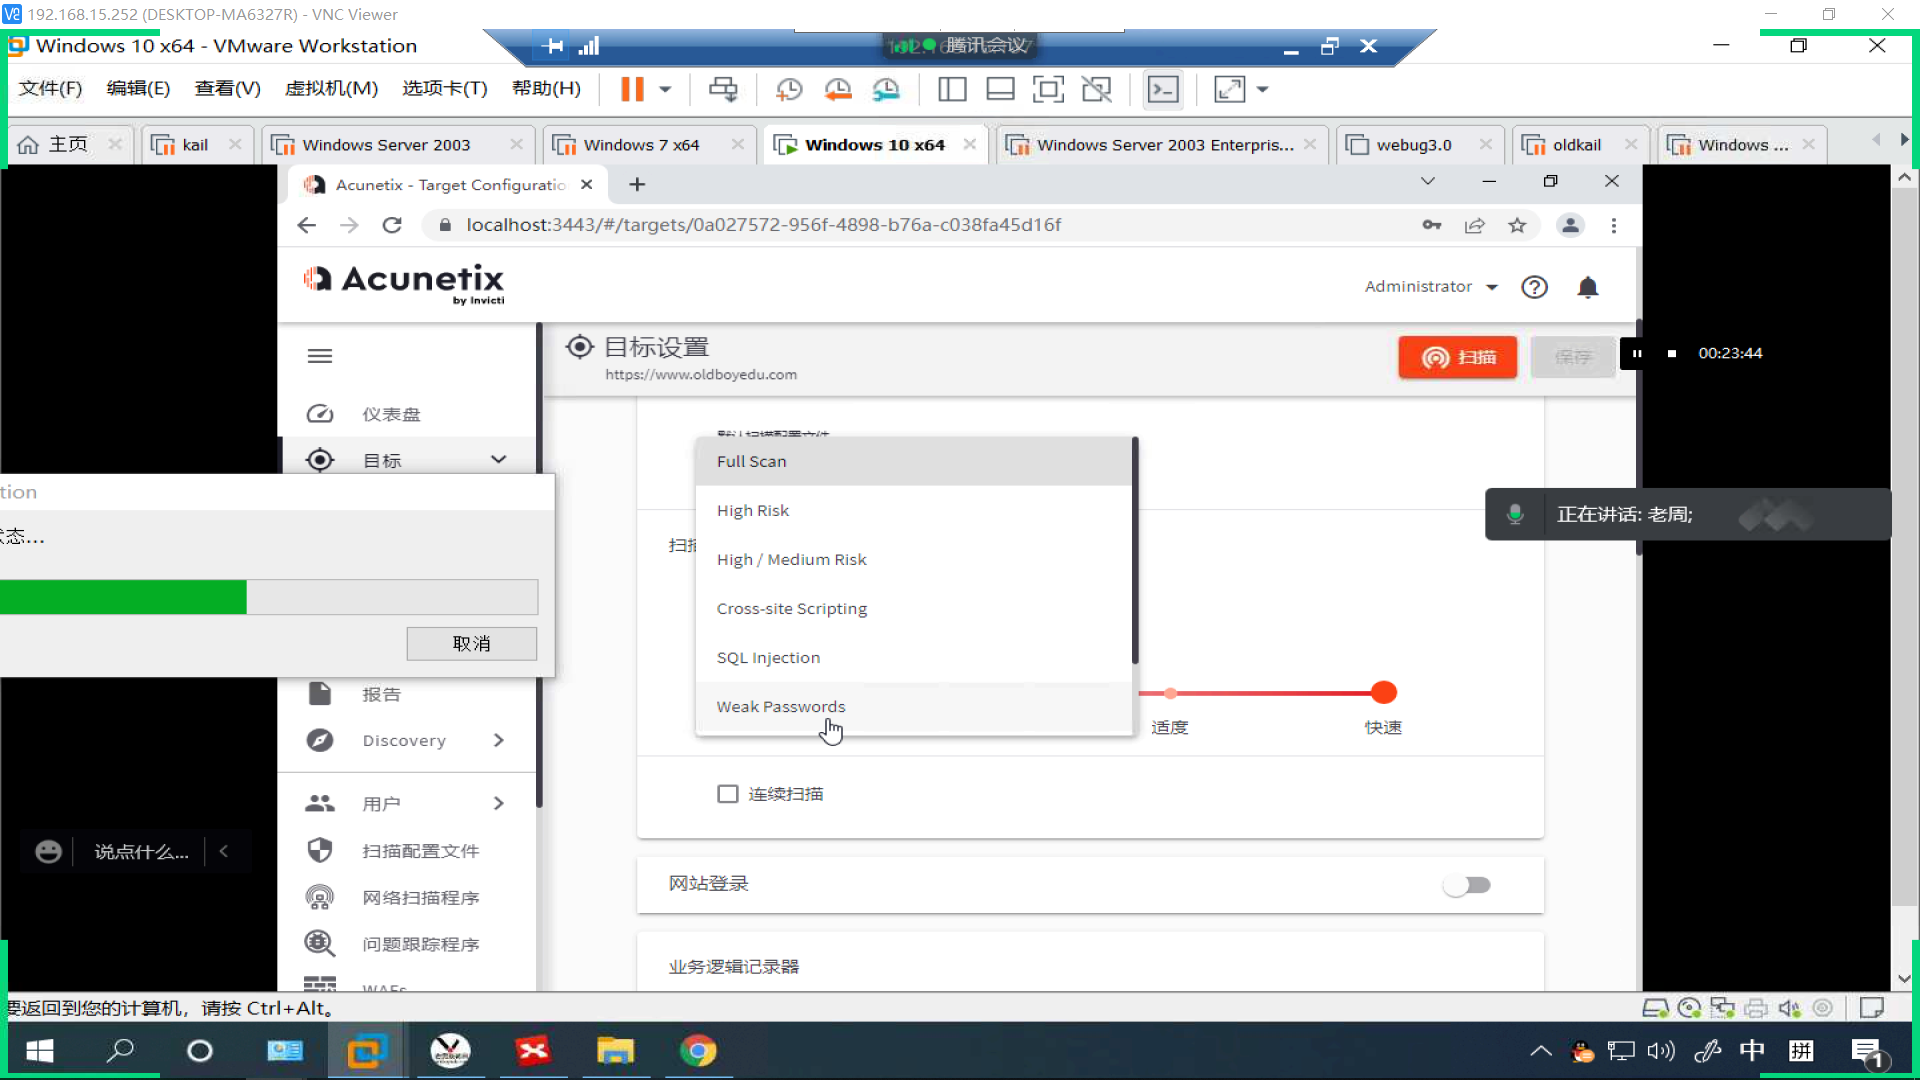 192.168.15.252 (DESKTOP-MA6327R) - VNC Viewer
Windows 10 x64 - VMware Workstation
腾讯会议
文件(F) 编辑(E) 查看(V) 虚拟机(M) 选项卡(T) 帮助(H)
主页 kail Windows Server 2003 Windows 7 x64 Windows 10 x64 Windows Server 2003 Enterpris... webug3.0 oldkail Windows ...
Acunetix - Target Configuratio
localhost:3443/#/targets/0a027572-956f-4898-b76a-c038fa45d16f
Acunetix
by Invicti
Administrator
目标设置
https://www.oldboyedu.com
扫描
保存
00:23:44
仪表盘
目标
默认扫描配置文件
Full Scan
High Risk
High / Medium Risk
Cross-site Scripting
SQL Injection
Weak Passwords
tion
状态...
取消
正在讲话: 老周;
适度
快速
报告
Discovery
连续扫描
用户
说点什么...
扫描配置文件
网站登录
网络扫描程序
问题跟踪程序
业务逻辑记录器
WAFs
要返回到您的计算机，请按 Ctrl+Alt。
中 拼 1